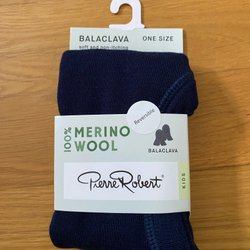 BALACLAVA ONE SIZE
soft and non-itching
Reversible
100% MERINO
WOOL
BALACLAVA
Pierre Robert
KIDS